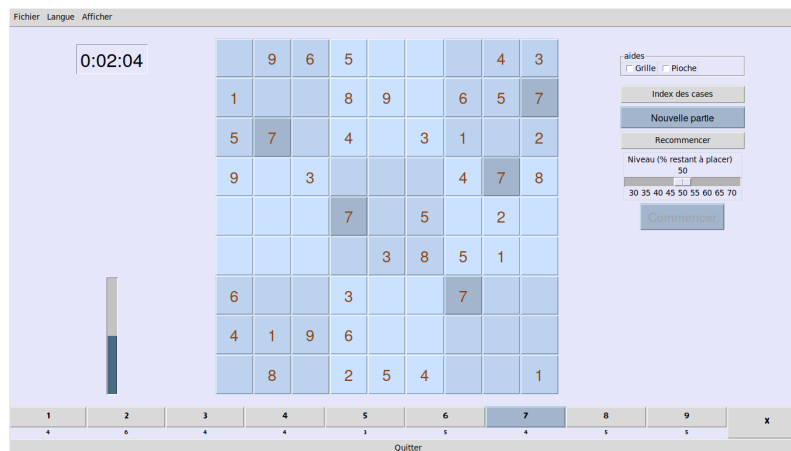 Fichier Langue Afficher
0:02:04
9 6 5 4 3
1 8 9 6 5 7
5 7 4 3 1 2
9 3 4 7 8
7 5 2
3 8 5 1
6 3 7
4 1 9 6
8 2 5 4 1
aides
Grille Pioche
Index des cases
Nouvelle partie
Recommencer
Niveau (% restant à placer)
50
30 35 40 45 50 55 60 65 70
Commencer
1 2 3 4 5 6 7 8 9 x
4 6 4 4 3 5 4 5 5
Quitter